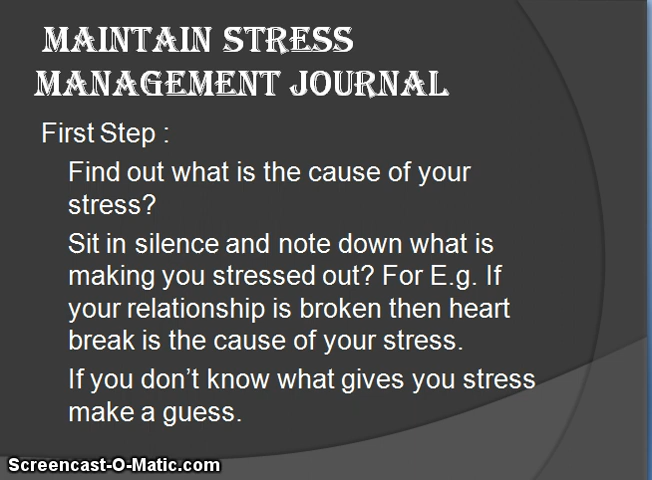 MAINTAIN STRESS
MANAGEMENT JOURNAL
First Step :
Find out what is the cause of your
stress?
Sit in silence and note down what is
making you stressed out? For E.g. If
your relationship is broken then heart
break is the cause of your stress.
If you don’t know what gives you stress
make a guess.
Screencast-O-Matic.com